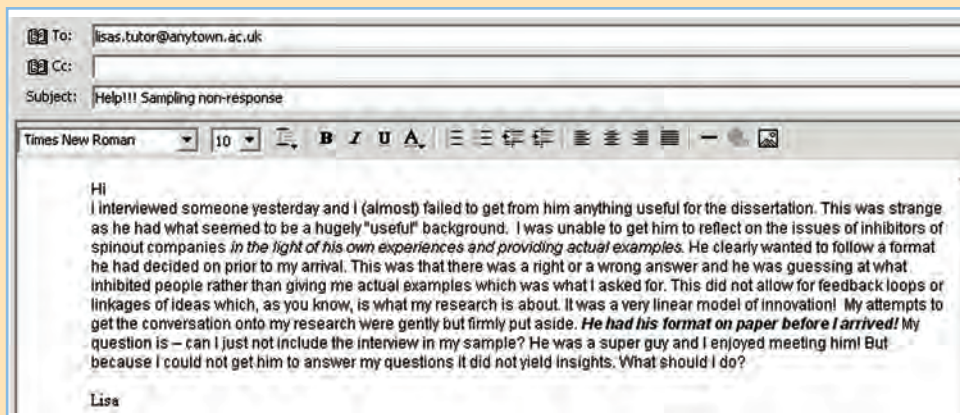 To: lisas.tutor@anytown.ac.uk
Cc:
Subject: Help!!! Sampling non-response
Times New Roman 10 B I U A
Hi
I interviewed someone yesterday and I (almost) failed to get from him anything useful for the dissertation. This was strange
as he had what seemed to be a hugely "useful" background. I was unable to get him to reflect on the issues of inhibitors of
spinout companies in the light of his own experiences and providing actual examples. He clearly wanted to follow a format
he had decided on prior to my arrival. This was that there was a right or a wrong answer and he was guessing at what
inhibited people rather than giving me actual examples which was what I asked for. This did not allow for feedback loops or
linkages of ideas which, as you know, is what my research is about. It was a very linear model of innovation! My attempts to
get the conversation onto my research were gently but firmly put aside. He had his format on paper before I arrived! My
question is – can I just not include the interview in my sample? He was a super guy and I enjoyed meeting him! But
because I could not get him to answer my questions it did not yield insights. What should I do?
Lisa